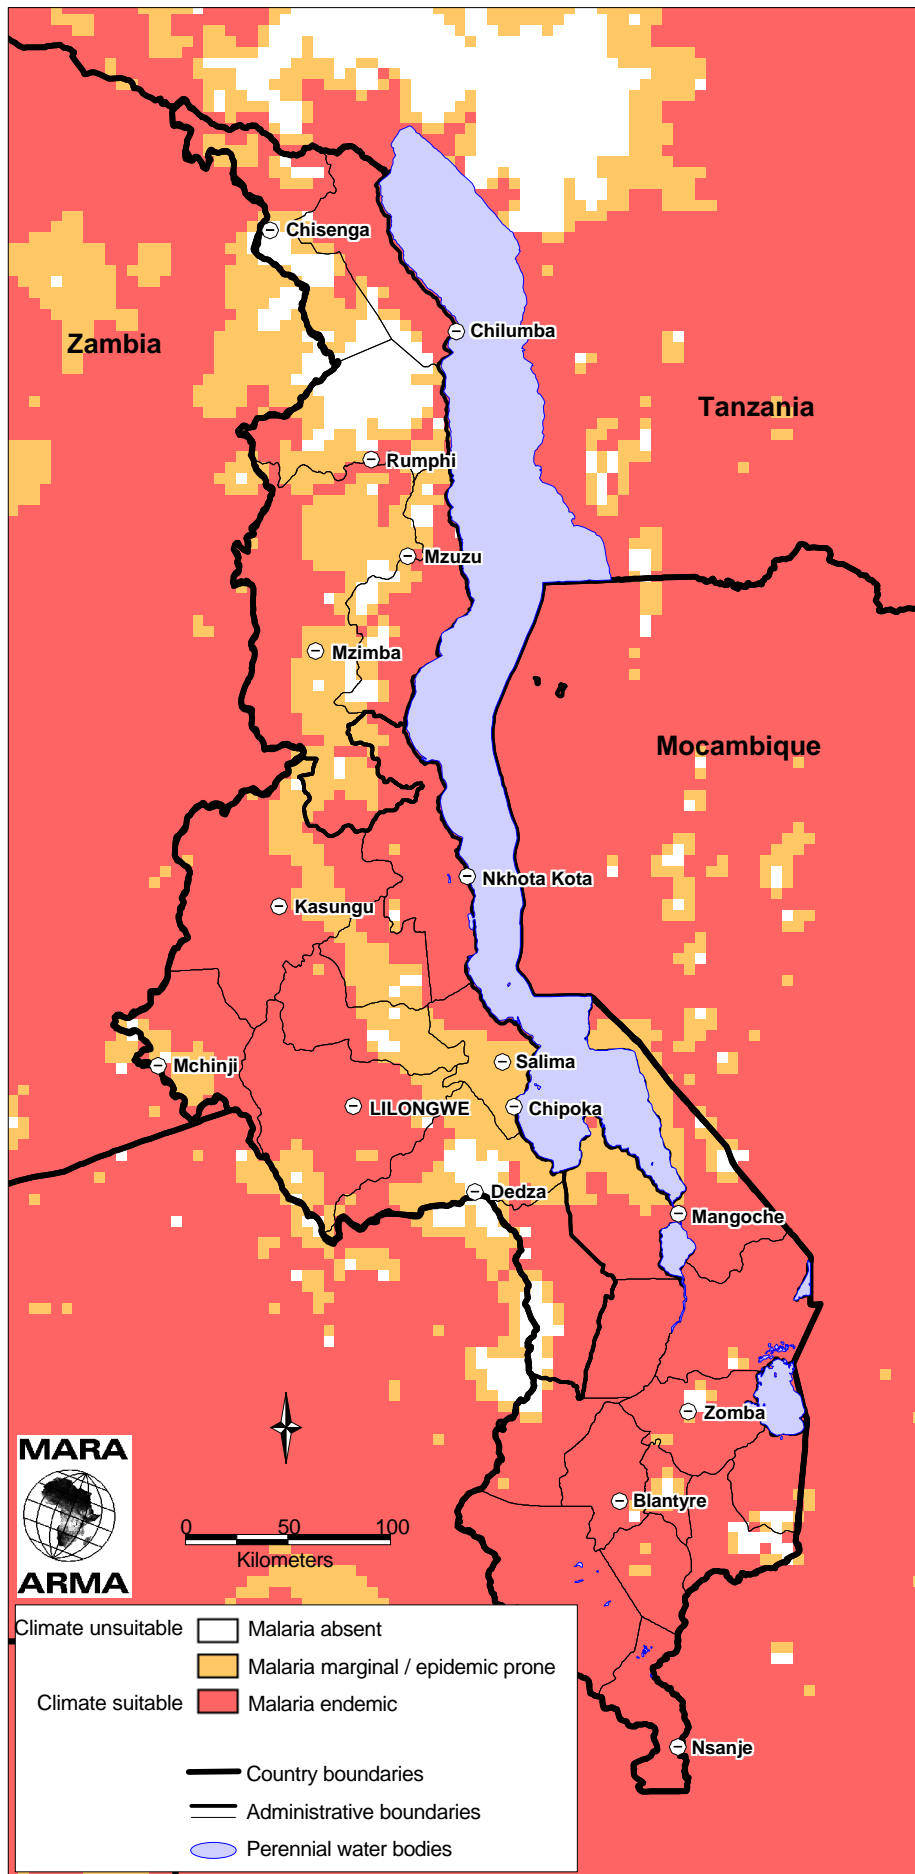 Chisenga
Chilumba
Zambia
Tanzania
Rumphi
Mzuzu
Mzimba
Mocambique
Nkhota Kota
Kasungu
Salima
Mchinji
LILONGWE
Chipoka
Dedza
Mangoche
Zomba
MARA
Blantyre
0 50 100
Kilometers
ARMA
Climate unsuitable Malaria absent
Malaria marginal / epidemic prone
Climate suitable Malaria endemic
Nsanje
Country boundaries
Administrative boundaries
Perennial water bodies